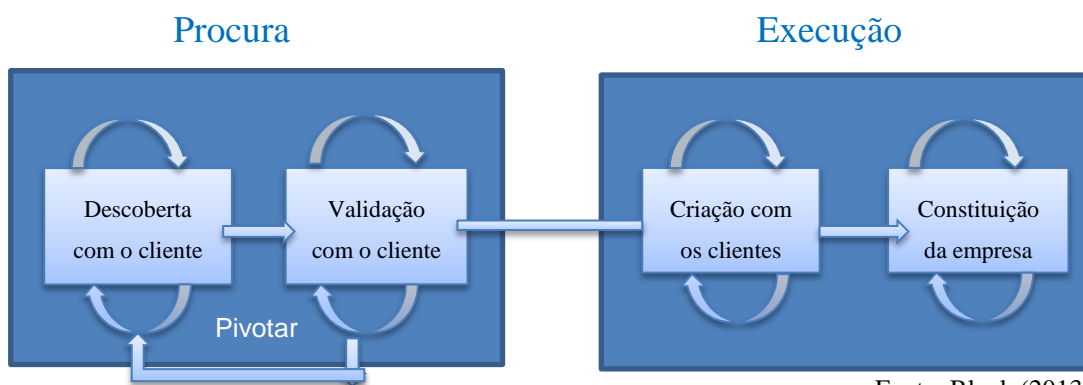 Procura
Execução
Descoberta
com o cliente
Validação
com o cliente
Criação com
os clientes
Constituição
da empresa
Pivotar